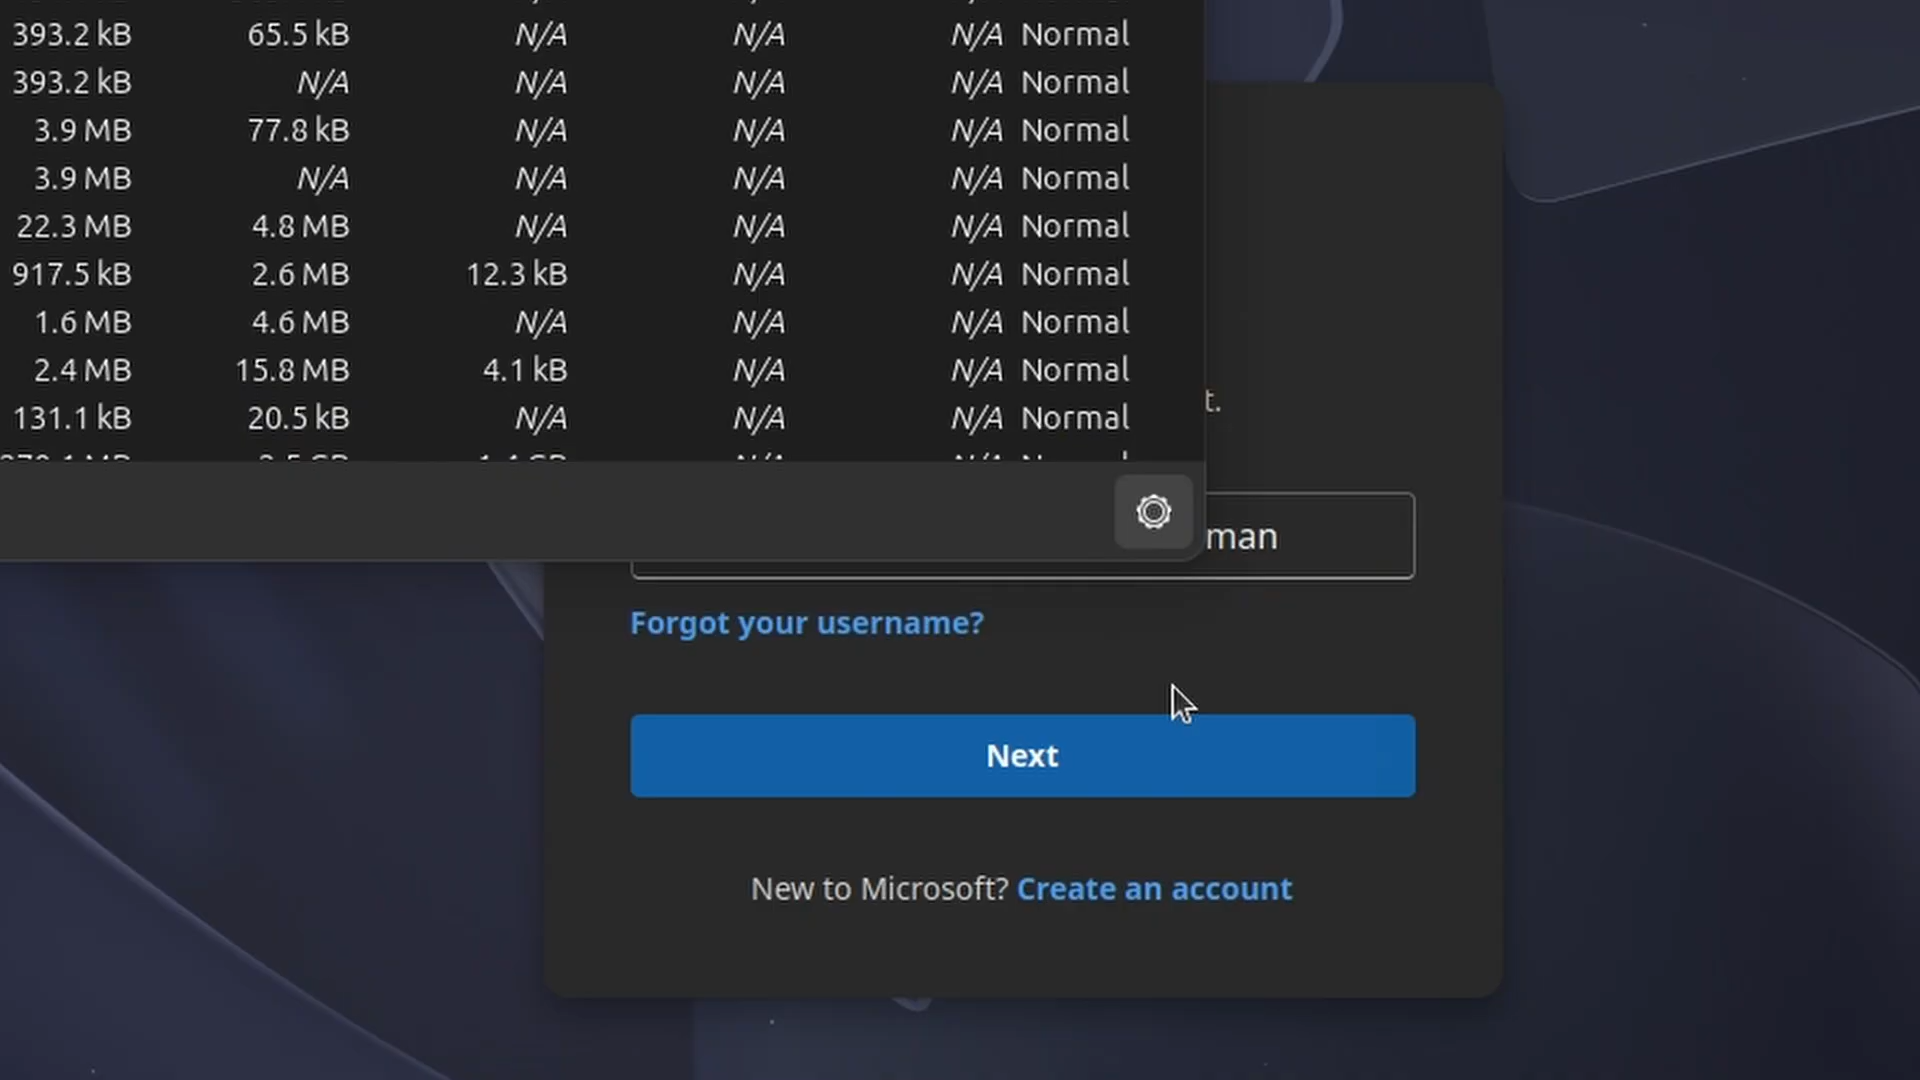 393.2 kB 65.5 kB N/A N/A N/A Normal
393.2 kB N/A N/A N/A N/A Normal
3.9 MB 77.8 kB N/A N/A N/A Normal
3.9 MB N/A N/A N/A N/A Normal
22.3 MB 4.8 MB N/A N/A N/A Normal
917.5 kB 2.6 MB 12.3 kB N/A N/A Normal
1.6 MB 4.6 MB N/A N/A N/A Normal
2.4 MB 15.8 MB 4.1 kB N/A N/A Normal
131.1 kB 20.5 kB N/A N/A N/A Normal
t.
man
Forgot your username?
Next
New to Microsoft? Create an account